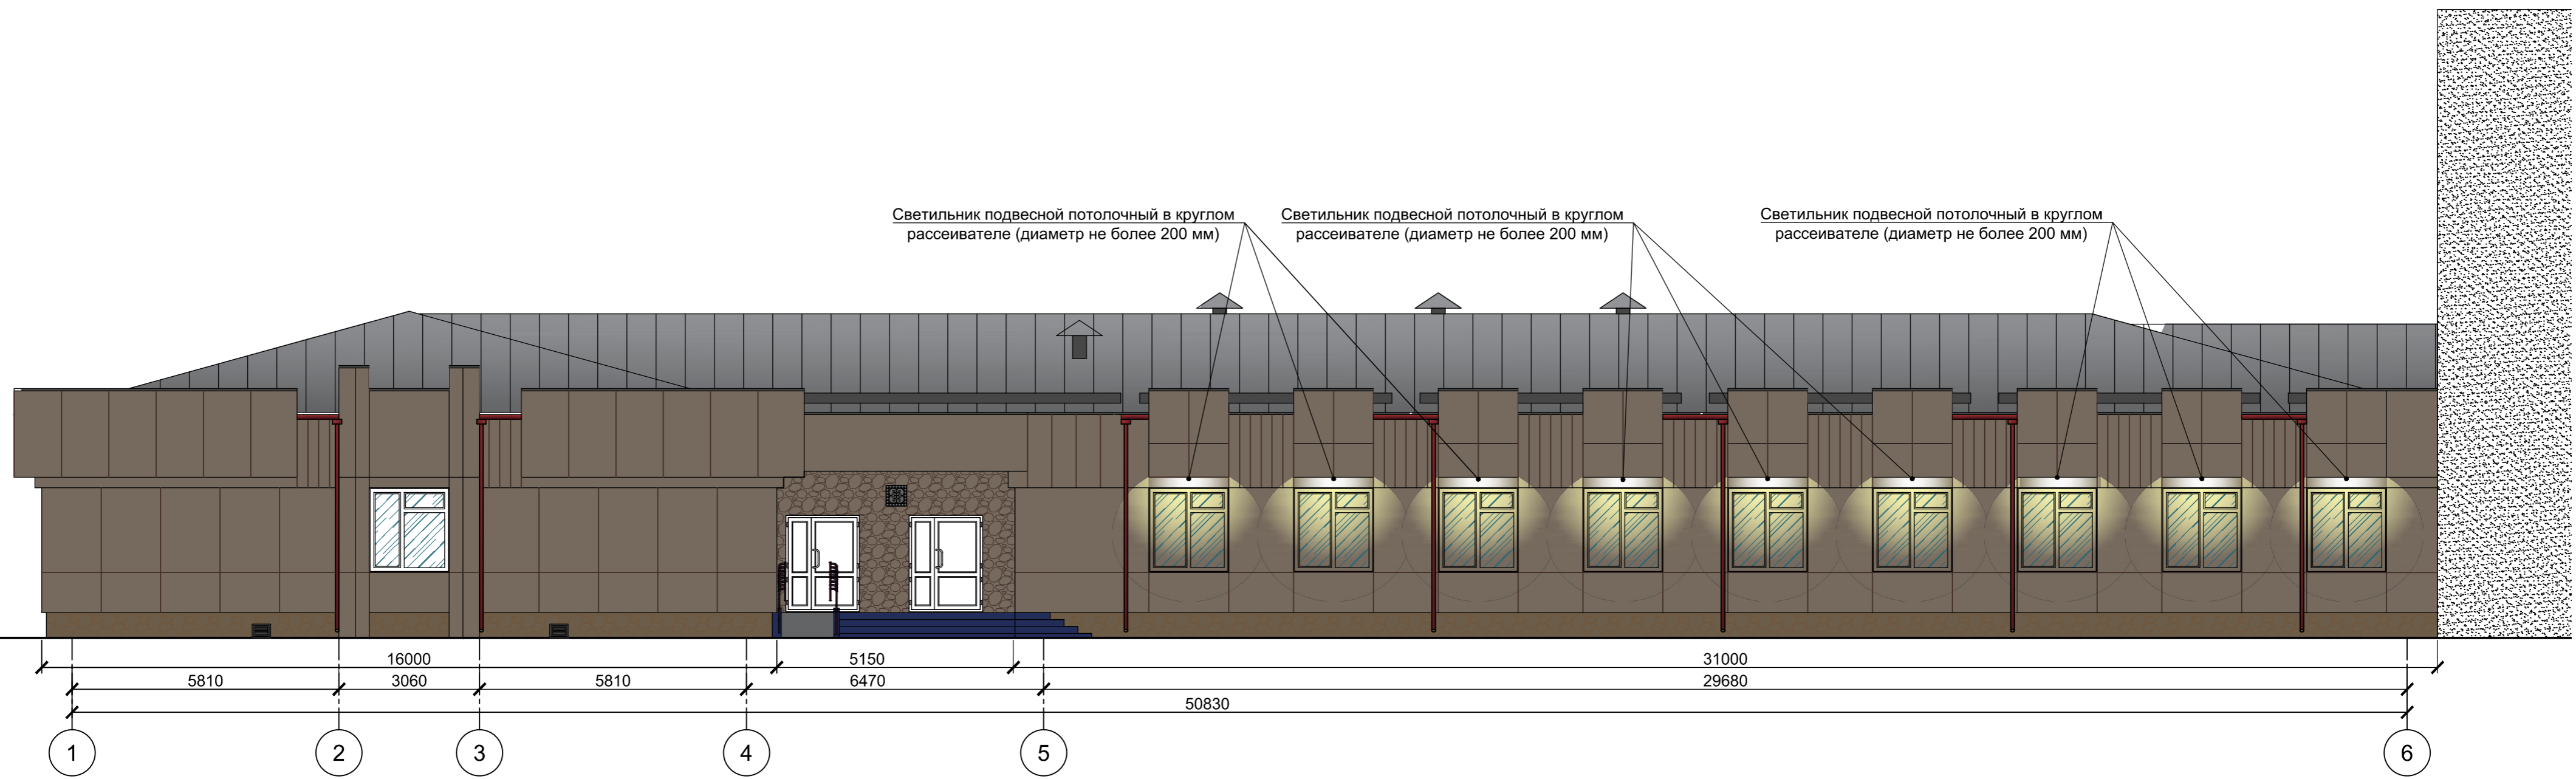 Светильник подвесной потолочный в круглом
рассеивателе (диаметр не более 200 мм)
Светильник подвесной потолочный в круглом
рассеивателе (диаметр не более 200 мм)
Светильник подвесной потолочный в круглом
рассеивателе (диаметр не более 200 мм)
16000 5150 31000
5810 3060 5810 6470 29680
50830
1 2 3 4 5 6